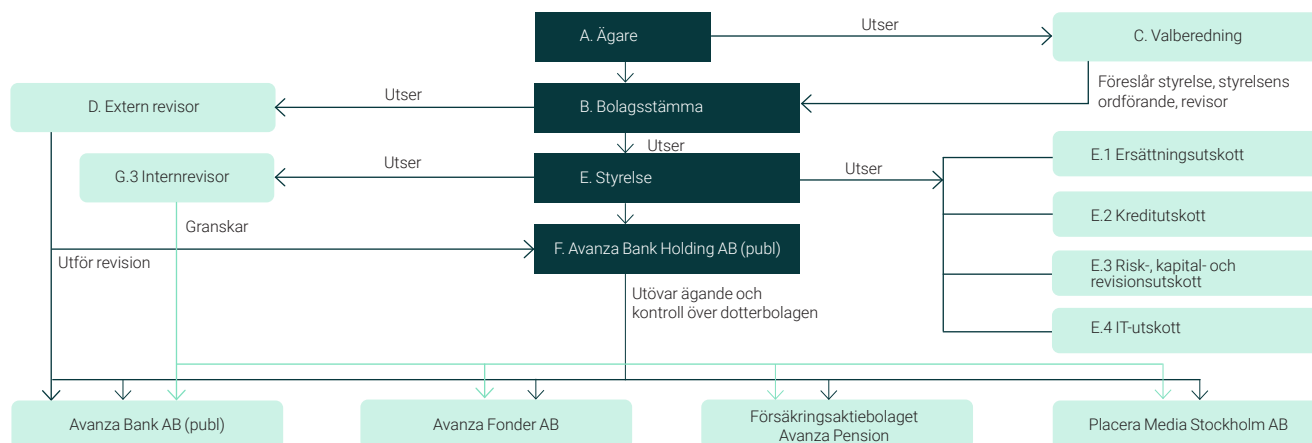 A. Ägare
Utser
C. Valberedning
Föreslår styrelse, styrelsens
ordförande, revisor
D. Extern revisor
Utser
B. Bolagsstämma
Utser
G.3 Internrevisor
Utser
E. Styrelse
Utser
E.1 Ersättningsutskott
E.2 Kreditutskott
E.3 Risk-, kapital- och
revisionsutskott
E.4 IT-utskott
Granskar
Utför revision
F. Avanza Bank Holding AB (publ)
Utövar ägande och
kontroll över dotterbolagen
Avanza Bank AB (publ)
Avanza Fonder AB
Försäkringsaktiebolaget
Avanza Pension
Placera Media Stockholm AB